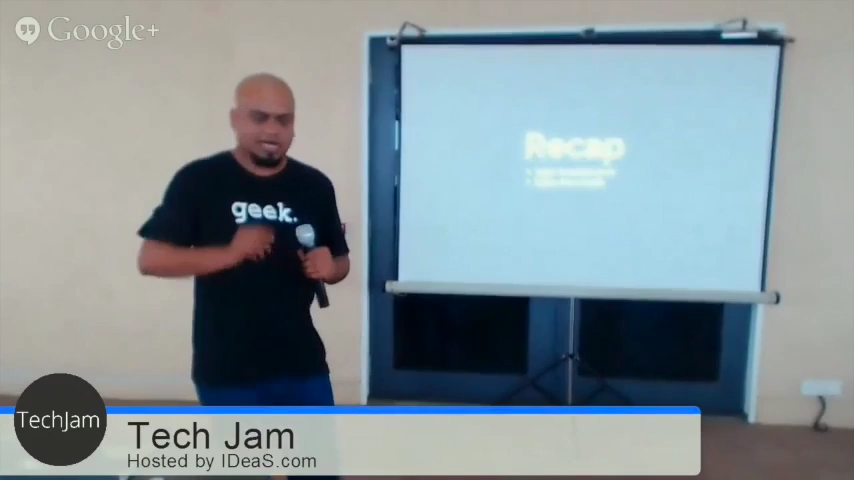 Google+
Recap
geek.
TechJam
Tech Jam
Hosted by IDeaS.com